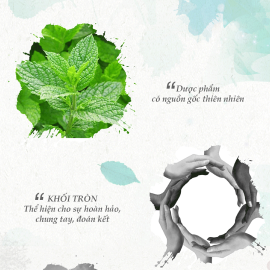 “Dược phẩm
có nguồn gốc thiên nhiên
“ KHỐI TRÒN
Thể hiện cho sự hoàn hảo,
chung tay, đoàn kết